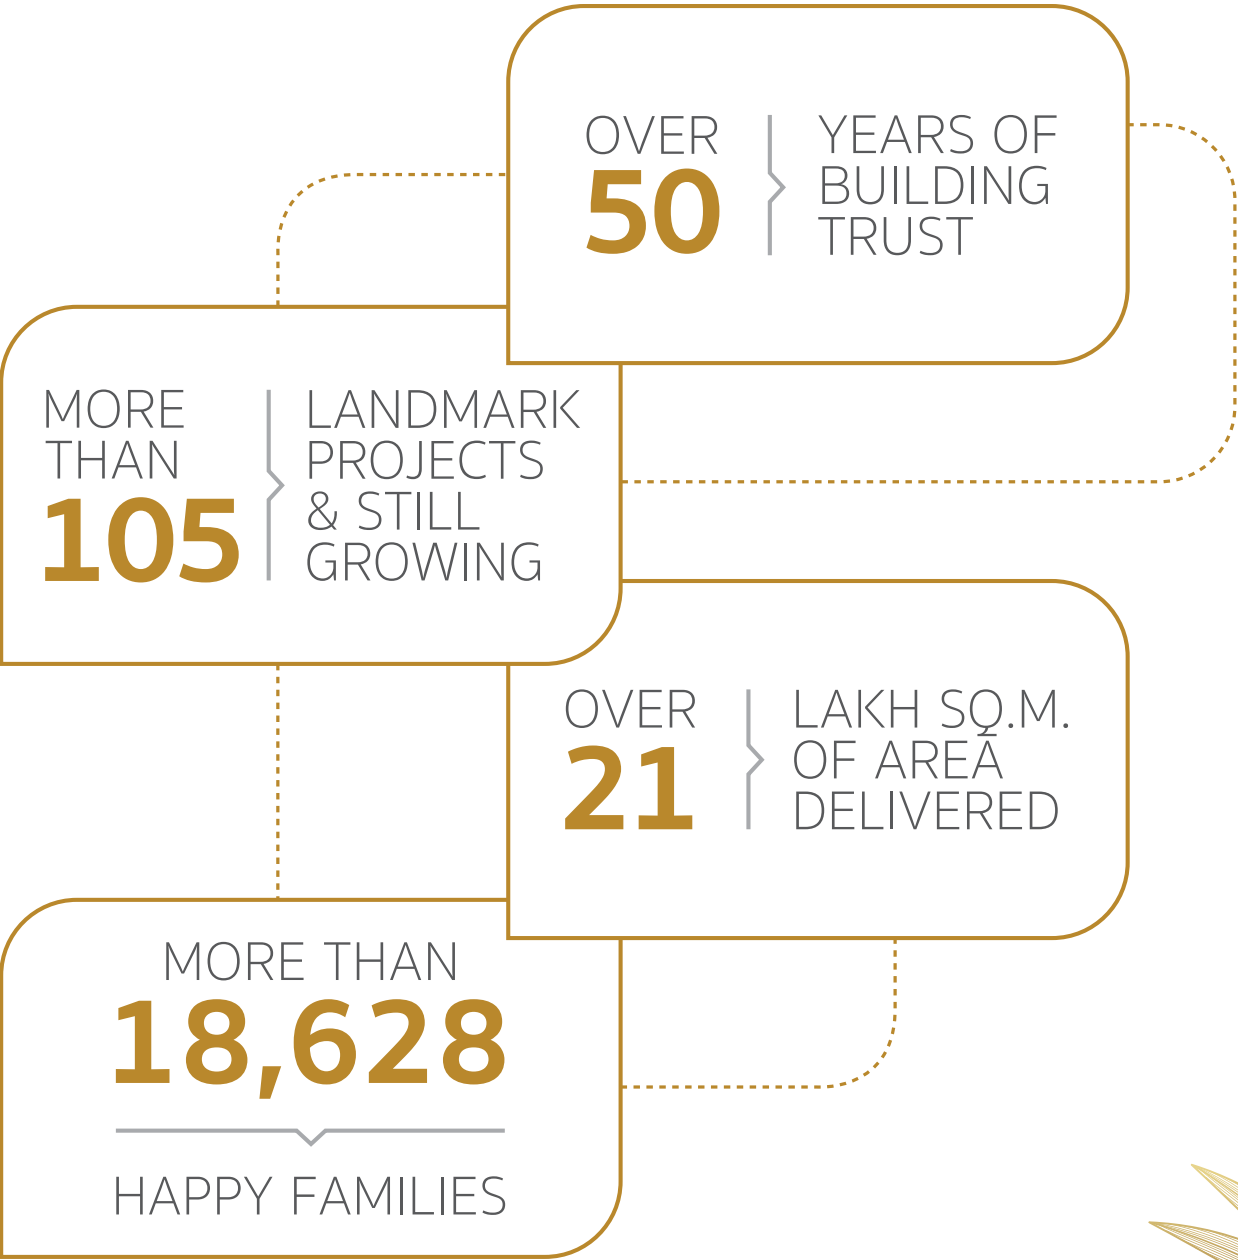 OVER
50
YEARS OF
BUILDING
TRUST
MORE
THAN
105
LANDMARK
PROJECTS
& STILL
GROWING
OVER
21
LAKH SQ.M.
OF AREA
DELIVERED
MORE THAN
18,628
HAPPY FAMILIES